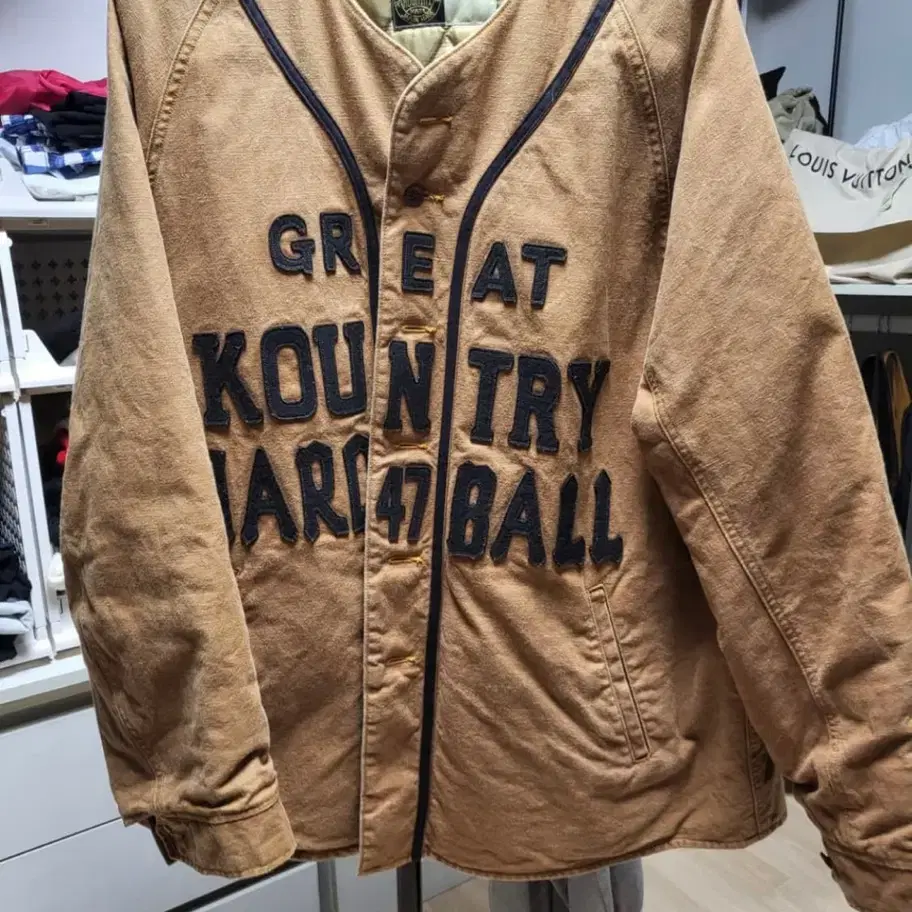 GREAT
KOUNTRY
HARD 47 BALL
LOUIS VUITTON